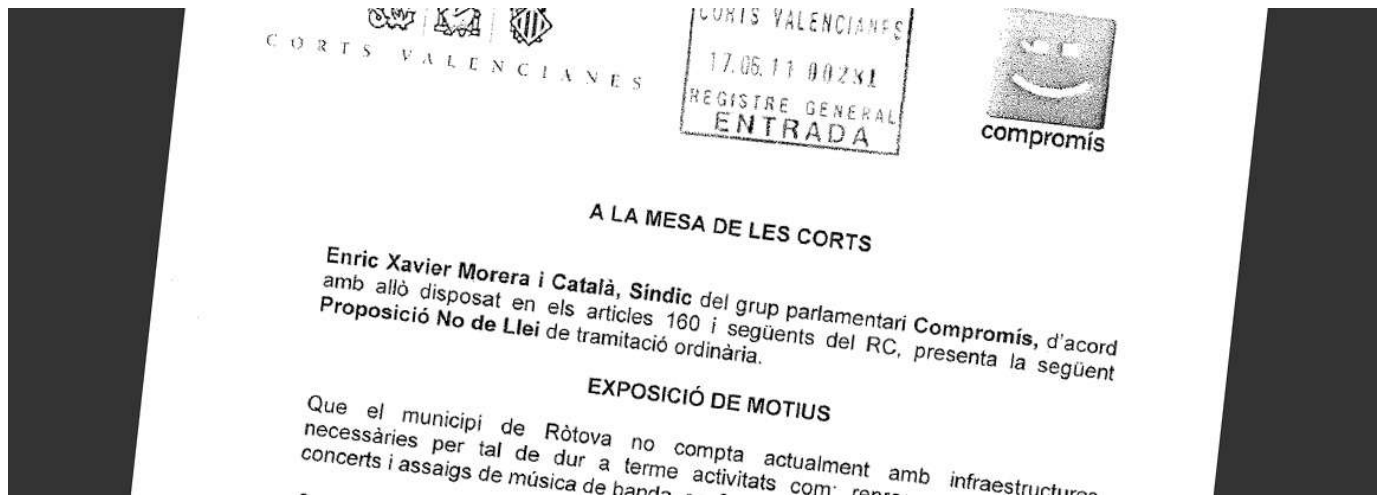 CORTS VALENCIANES
CORTS VALENCIANES
17.06.11
REGISTRE GENERAL
ENTRADA
compromís
A LA MESA DE LES CORTS
Enric Xavier Morera i Català, Síndic del grup parlamentari Compromís, d'acord
amb allò disposat en els articles 160 i següents del RC, presenta la següent
Proposició No de Llei de tramitació ordinària.
EXPOSICIÓ DE MOTIUS
Que el municipi de Ròtova no compta actualment amb infraestructures
necessàries per tal de dur a terme activitats com:
concerts i assaigs de música de banda